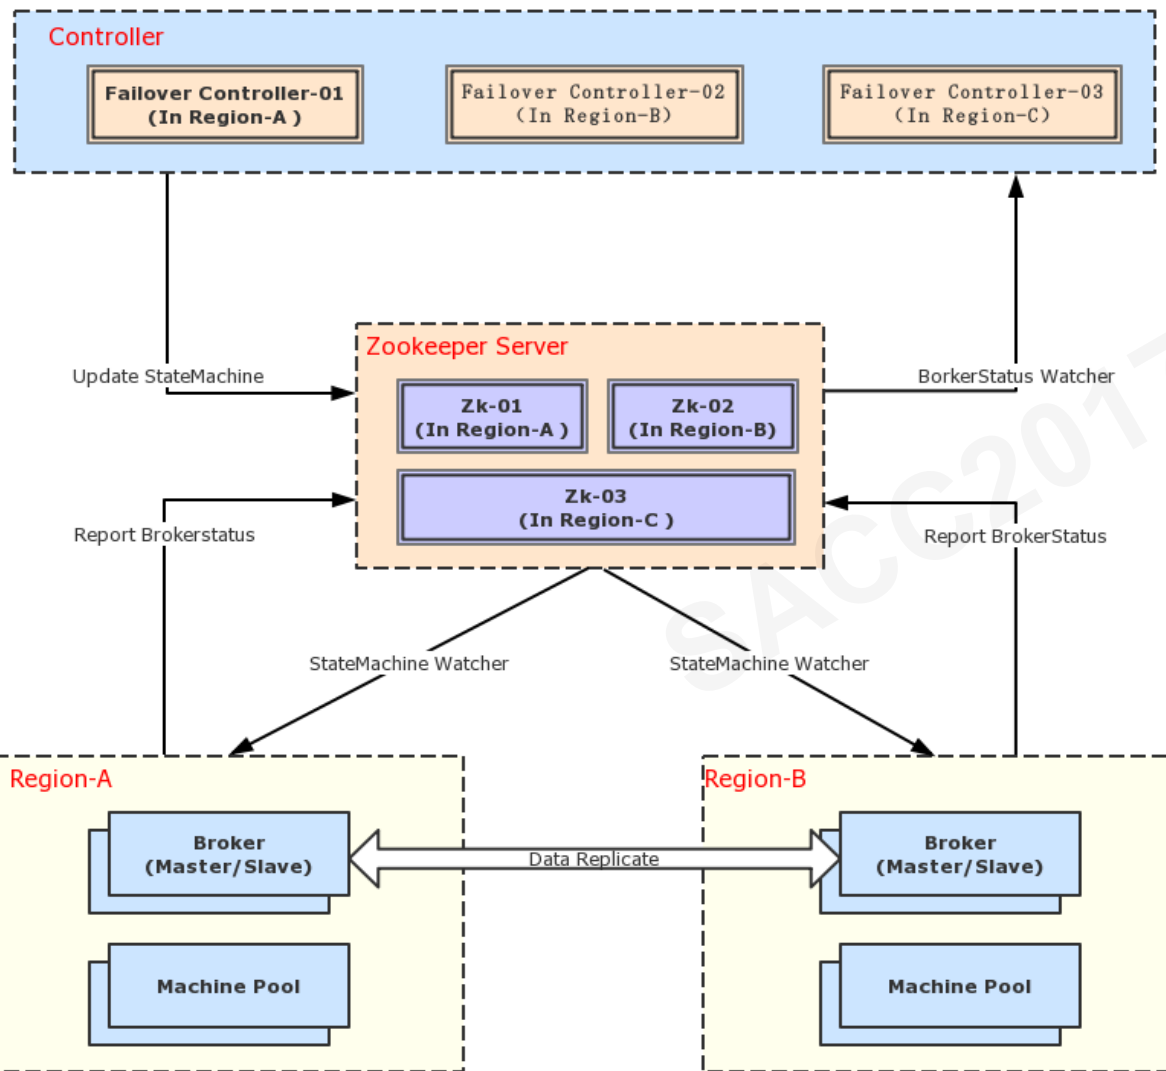 Controller
Failover Controller-01
(In Region-A )
Failover Controller-02
(In Region-B)
Failover Controller-03
(In Region-C)
Update StateMachine
BorkerStatus Watcher
Zookeeper Server
Zk-01
(In Region-A )
Zk-02
(In Region-B)
Zk-03
(In Region-C )
Report Brokerstatus
Report BrokerStatus
SACC2017
StateMachine Watcher
StateMachine Watcher
Region-A
Region-B
Broker
(Master/Slave)
Data Replicate
Broker
(Master/Slave)
Machine Pool
Machine Pool